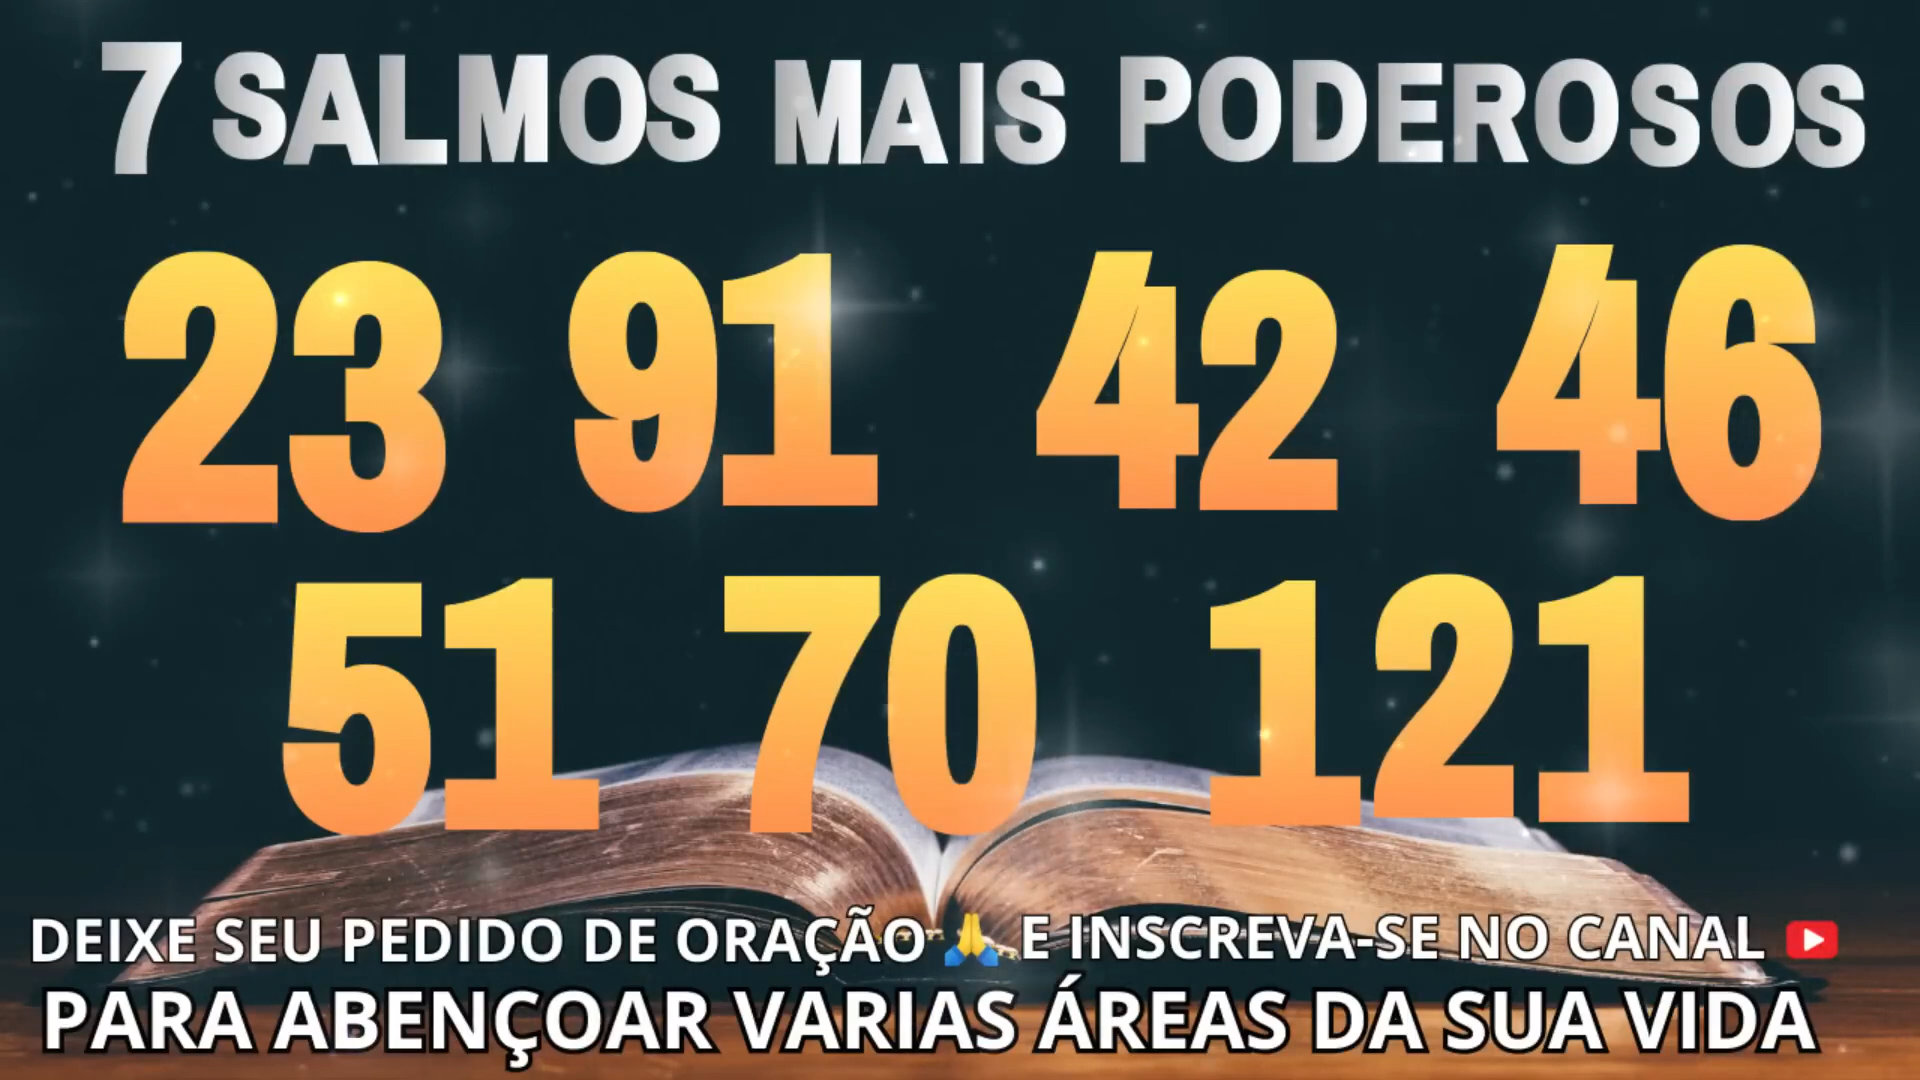 7 SALMOS MAIS PODEROSOS
23 91 42 46
51 70 121
DEIXE SEU PEDIDO DE ORAÇÃO 🙏 E INSCREVA-SE NO CANAL
PARA ABENÇOAR VARIAS ÁREAS DA SUA VIDA